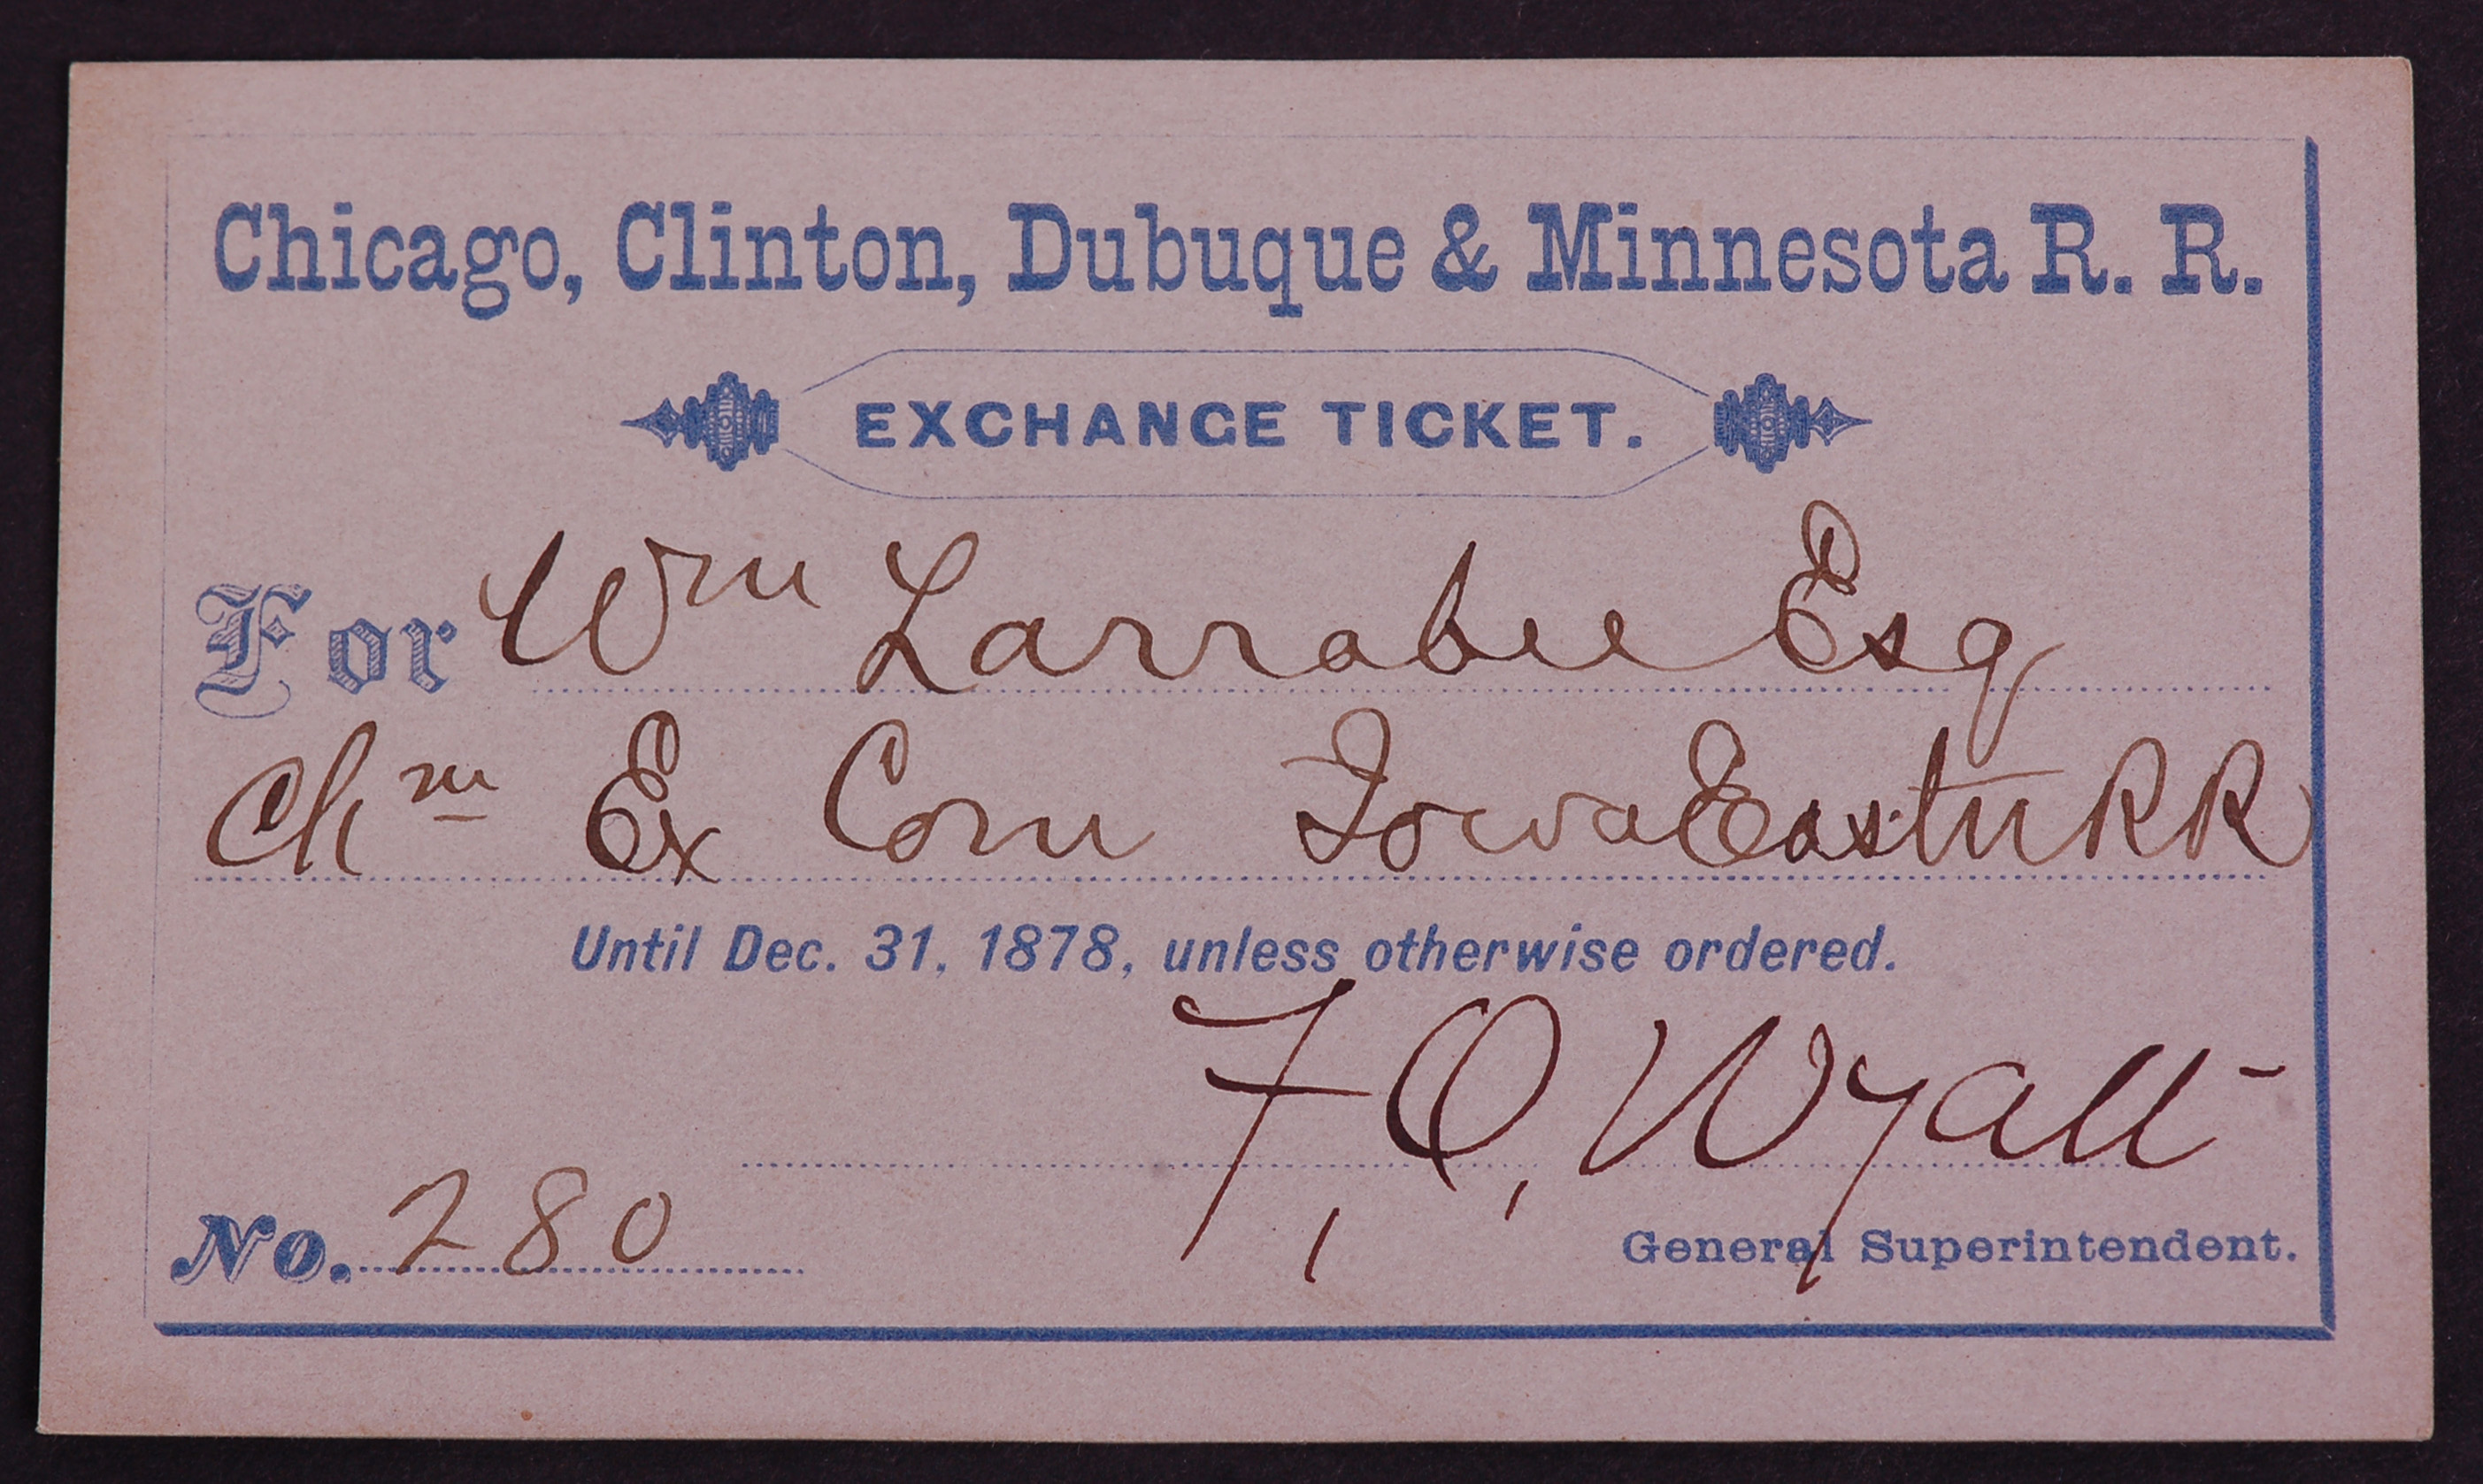 Chicago, Clinton, Dubuque & Minnesota R. R.
EXCHANGE TICKET.
For Wm Larrabee Esq
Chm Ex Com Iowa Eastn RR
Until Dec. 31, 1878, unless otherwise ordered.
F. O. Wyatt
No. 280
General Superintendent.